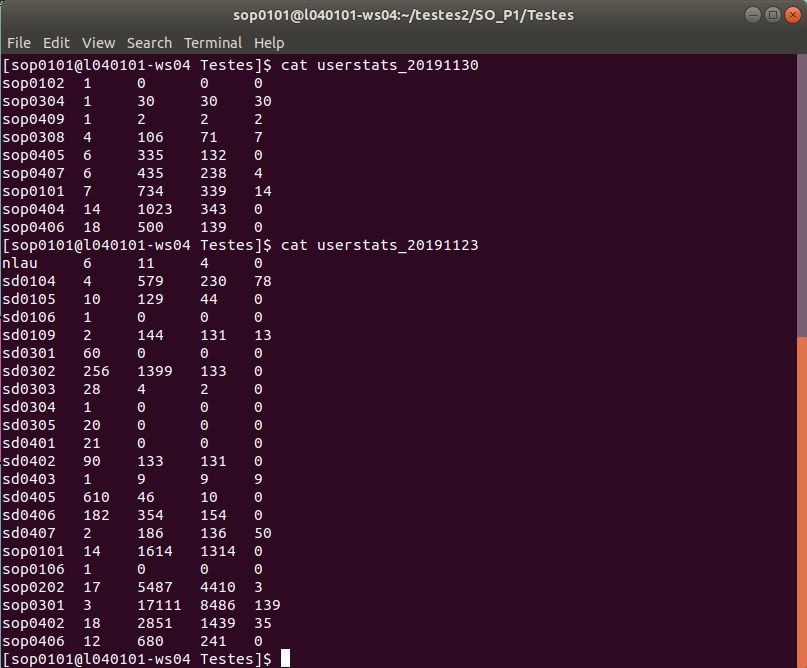 sop0101@l040101-ws04:~/testes2/SO_P1/Testes
File Edit View Search Terminal Help
[sop0101@l040101-ws04 Testes]$ cat userstats_20191130
sop0102 1 0 0 0
sop0304 1 30 30 30
sop0409 1 2 2 2
sop0308 4 106 71 7
sop0405 6 335 132 0
sop0407 6 435 238 4
sop0101 7 734 339 14
sop0404 14 1023 343 0
sop0406 18 500 139 0
[sop0101@l040101-ws04 Testes]$ cat userstats_20191123
nlau 6 11 4 0
sd0104 4 579 230 78
sd0105 10 129 44 0
sd0106 1 0 0 0
sd0109 2 144 131 13
sd0301 60 0 0 0
sd0302 256 1399 133 0
sd0303 28 4 2 0
sd0304 1 0 0 0
sd0305 20 0 0 0
sd0401 21 0 0 0
sd0402 90 133 131 0
sd0403 1 9 9 9
sd0405 610 46 10 0
sd0406 182 354 154 0
sd0407 2 186 136 50
sop0101 14 1614 1314 0
sop0106 1 0 0 0
sop0202 17 5487 4410 3
sop0301 3 17111 8486 139
sop0402 18 2851 1439 35
sop0406 12 680 241 0
[sop0101@l040101-ws04 Testes]$